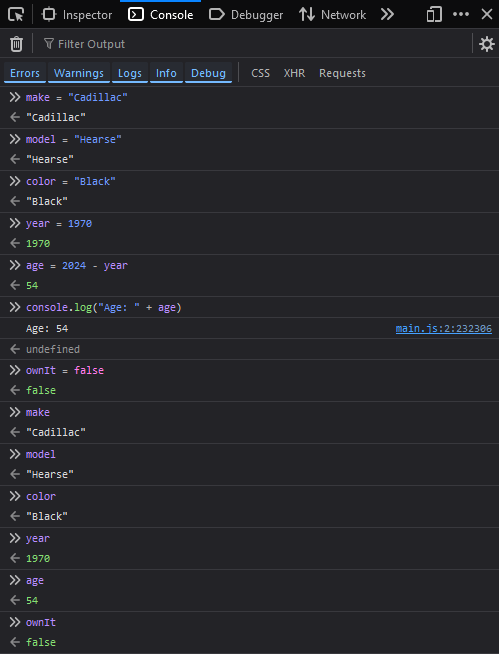 Inspector Console Debugger Network
Filter Output
Errors Warnings Logs Info Debug CSS XHR Requests
make = "Cadillac"
"Cadillac"
model = "Hearse"
"Hearse"
color = "Black"
"Black"
year = 1970
1970
age = 2024 - year
54
console.log("Age: " + age)
Age: 54 main.js:2:232306
undefined
ownIt = false
false
make
"Cadillac"
model
"Hearse"
color
"Black"
year
1970
age
54
ownIt
false